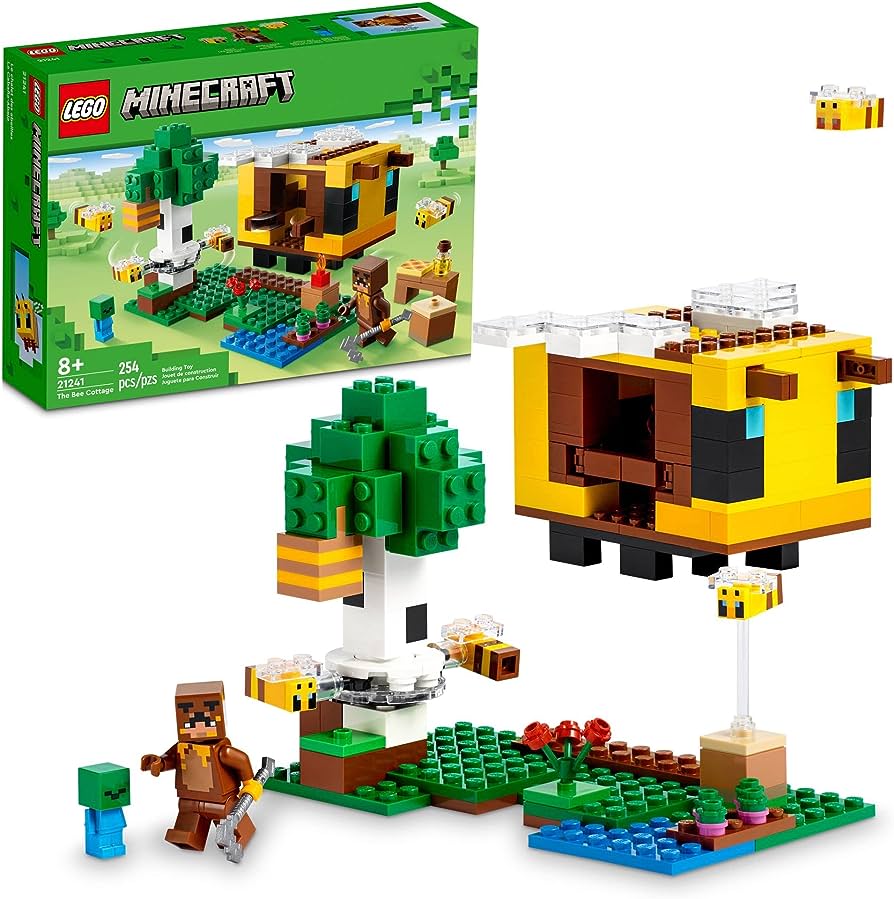 LEGO
MINECRAFT
8+
21241
The Bee Cottage
254
pcs/pzs
Building Toy
Jouet de construction
Juguete para Construir
LEGO
MINECRAFT
21241